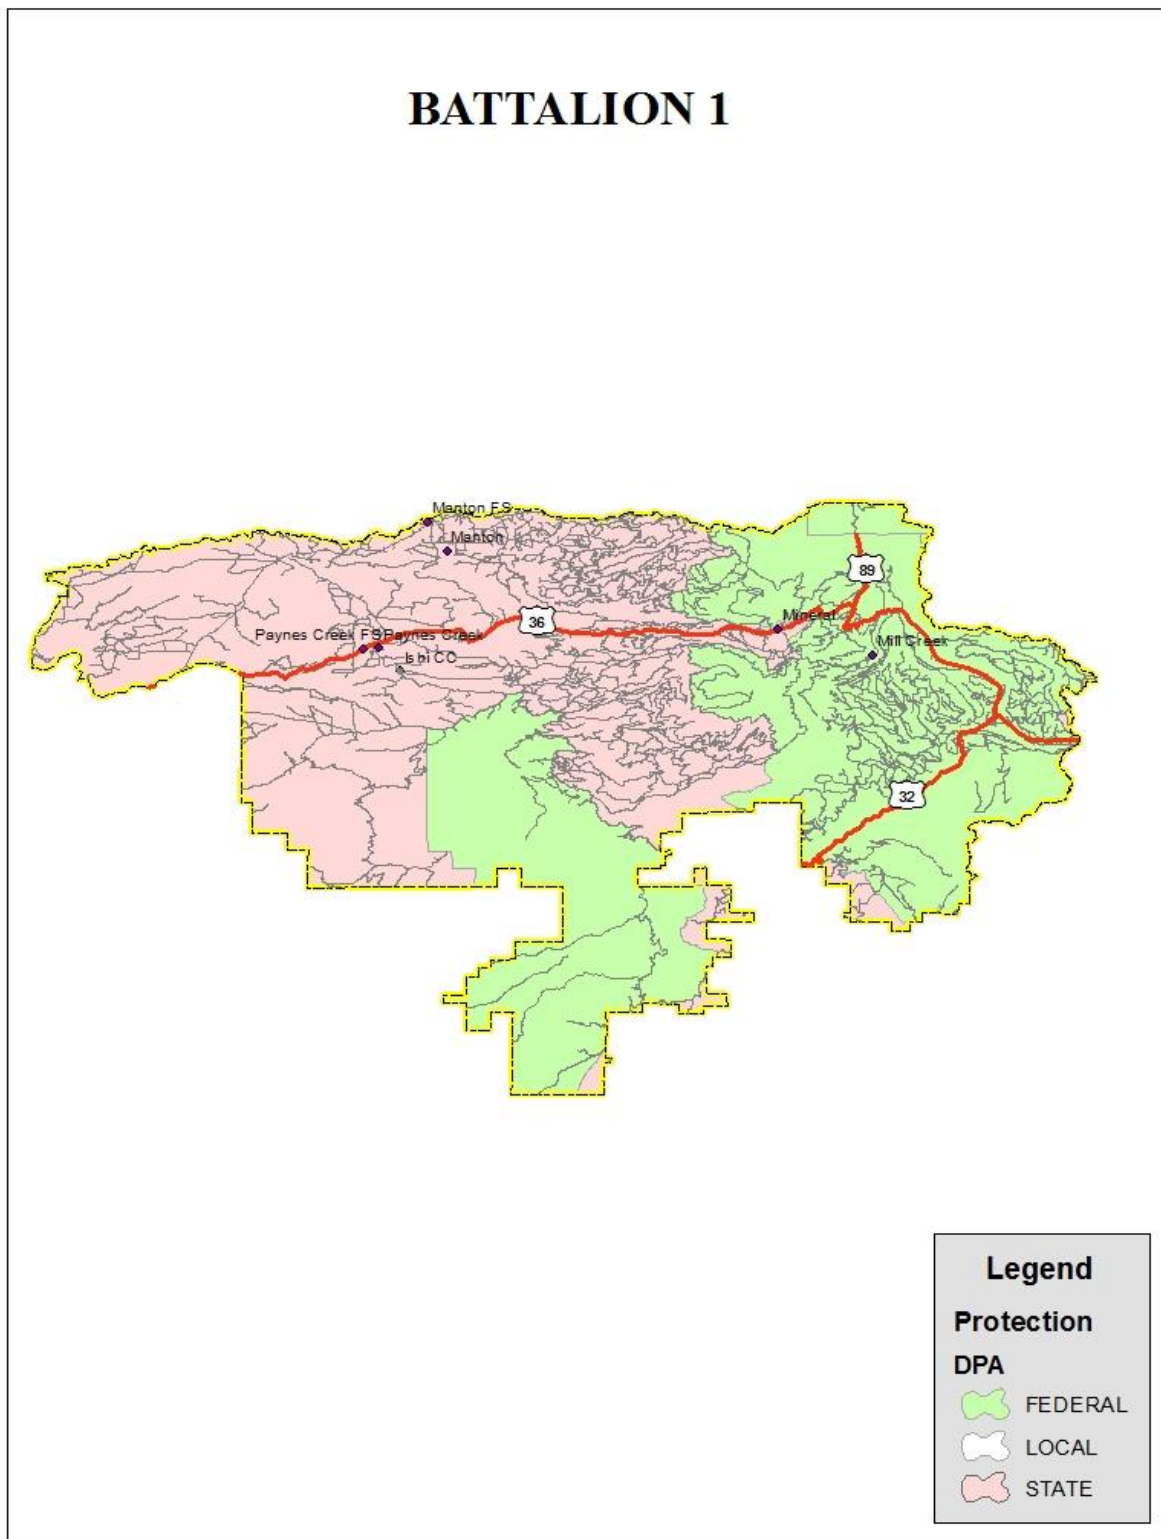 BATTALION 1
Manton FS
Manton
89
36
Mineral
Paynes Creek FS
Paynes Creek
Mill Creek
Ishi CC
32
Legend
Protection
DPA
FEDERAL
LOCAL
STATE